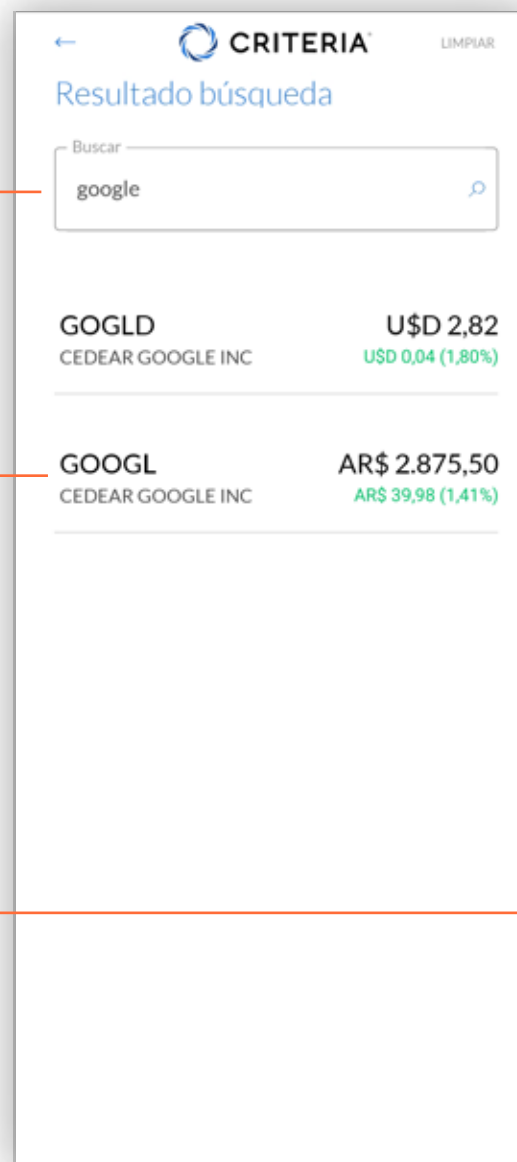 ← CRITERIA LIMPIAR
Resultado búsqueda
Buscar
google
GOGLD U$D 2,82
CEDEAR GOOGLE INC U$D 0,04 (1,80%)
GOOGL AR$ 2.875,50
CEDEAR GOOGLE INC AR$ 39,98 (1,41%)